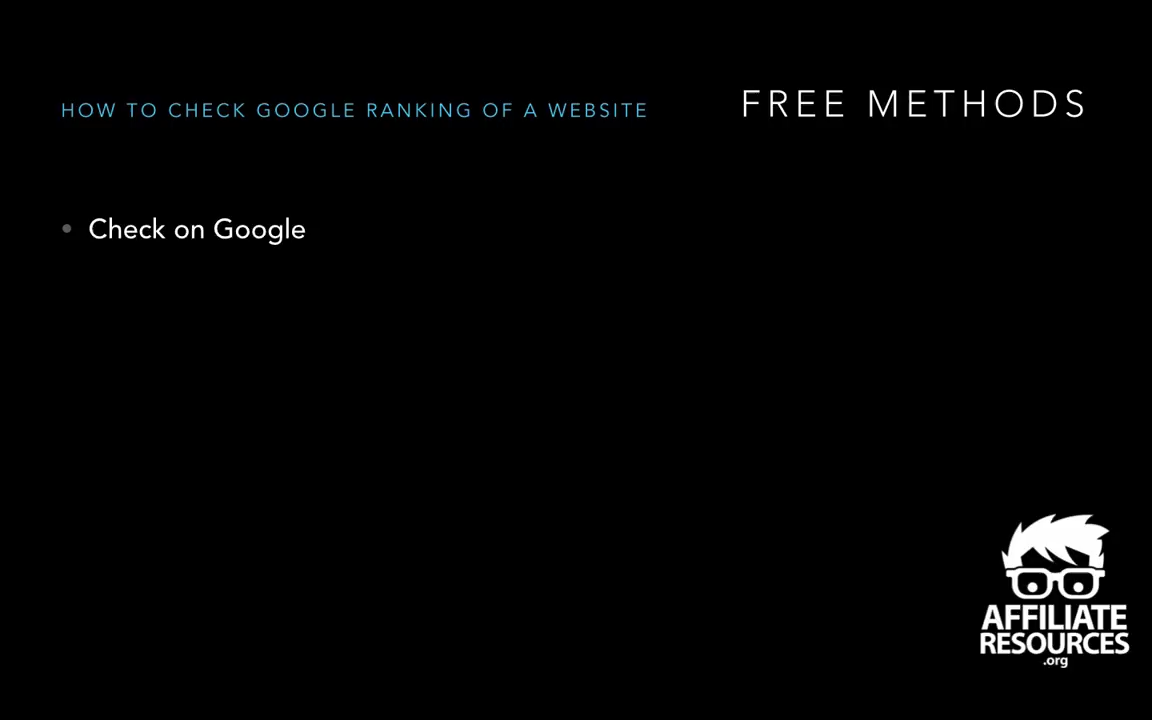 HOW TO CHECK GOOGLE RANKING OF A WEBSITE
FREE METHODS
• Check on Google
AFFILIATE
RESOURCES
.org